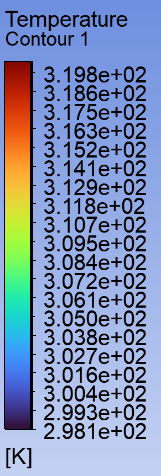 Temperature
Contour 1
3.198e+02
3.186e+02
3.175e+02
3.163e+02
3.152e+02
3.141e+02
3.129e+02
3.118e+02
3.107e+02
3.095e+02
3.084e+02
3.072e+02
3.061e+02
3.050e+02
3.038e+02
3.027e+02
3.016e+02
3.004e+02
2.993e+02
2.981e+02
[K]